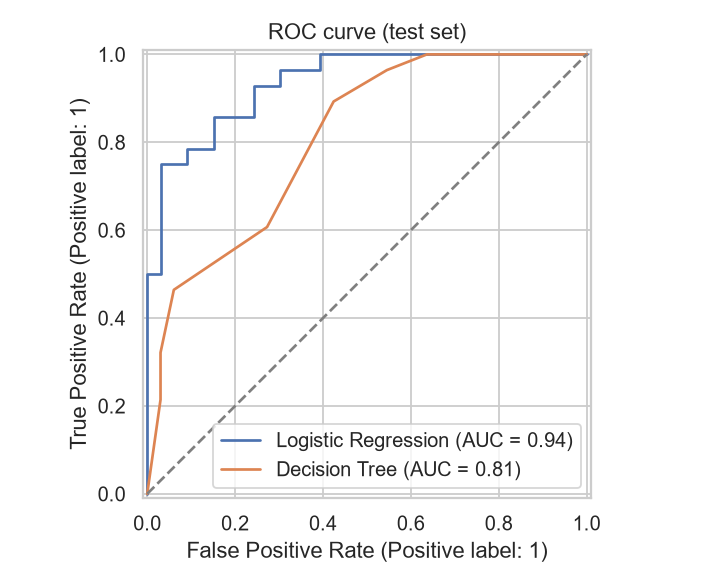 ROC curve (test set)
True Positive Rate (Positive label: 1)
1.0
0.8
0.6
0.4
0.2
0.0
Logistic Regression (AUC = 0.94)
Decision Tree (AUC = 0.81)
0.0 0.2 0.4 0.6 0.8 1.0
False Positive Rate (Positive label: 1)